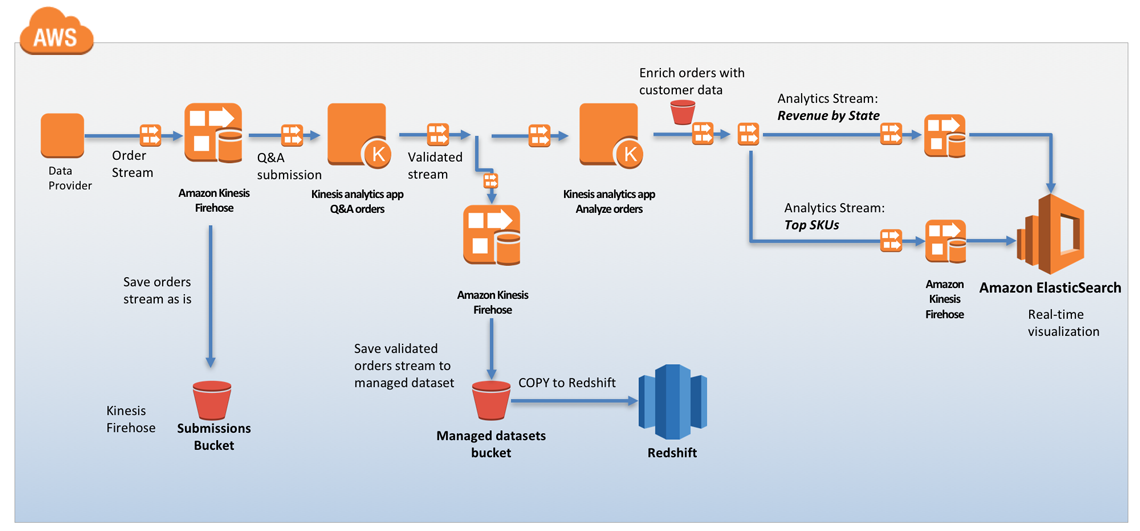 AWS
Enrich orders with
customer data
Analytics Stream:
Revenue by State
Order
Stream
Q&A
submission
Validated
stream
Data
Provider
K
K
Amazon Kinesis
Firehose
Kinesis analytics app
Q&A orders
Kinesis analytics app
Analyze orders
Analytics Stream:
Top SKUs
Save orders
stream as is
Amazon Kinesis
Firehose
Amazon
Kinesis
Firehose
Amazon ElasticSearch
Real-time
visualization
Save validated
orders stream to
managed dataset
COPY to Redshift
Kinesis
Firehose
Submissions
Bucket
Managed datasets
bucket
Redshift